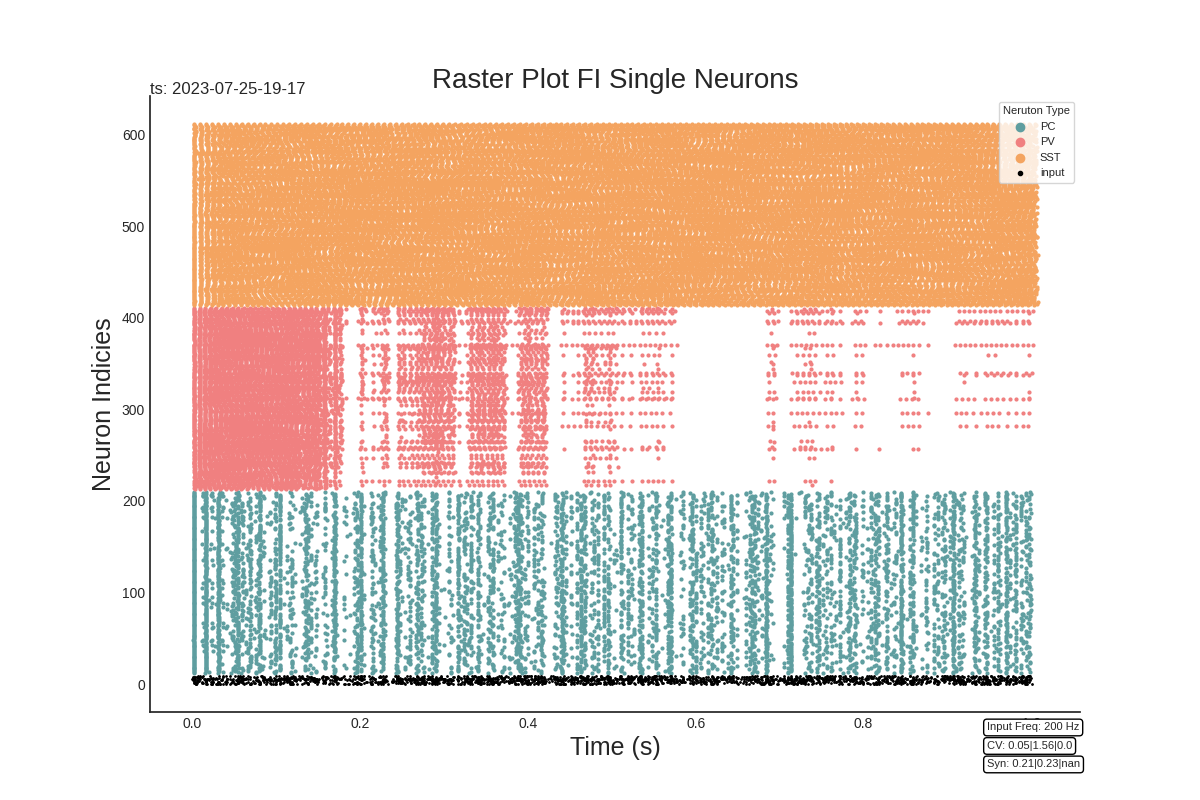 Raster Plot FI Single Neurons
ts: 2023-07-25-19-17
Neruton Type
PC
PV
SST
input
Neuron Indicies
600
500
400
300
200
100
0
0.0 0.2 0.4 0.6 0.8
Time (s)
Input Freq: 200 Hz
CV: 0.05|1.56|0.0
Syn: 0.21|0.23|nan